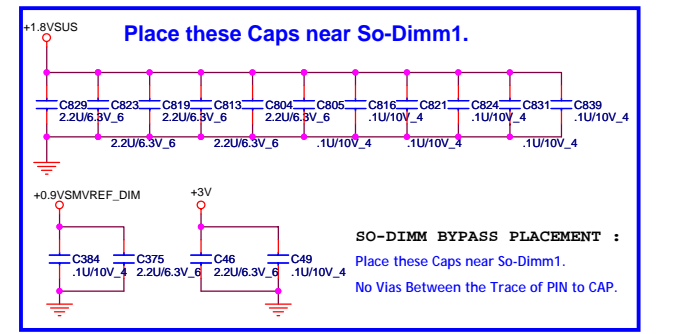 +1.8VSUS
Place these Caps near So-Dimm1.
C829 C823 C819 C813 C804 C805 C816 C821 C824 C831 C839
2.2U/6.3V_6 2.2U/6.3V_6 2.2U/6.3V_6 .1U/10V_4 .1U/10V_4 .1U/10V_4
2.2U/6.3V_6 2.2U/6.3V_6 .1U/10V_4 .1U/10V_4 .1U/10V_4
+0.9VSMVREF_DIM +3V
C384 C375 C46 C49
.1U/10V_4 2.2U/6.3V_6 2.2U/6.3V_6 .1U/10V_4
SO-DIMM BYPASS PLACEMENT :
Place these Caps near So-Dimm1.
No Vias Between the Trace of PIN to CAP.